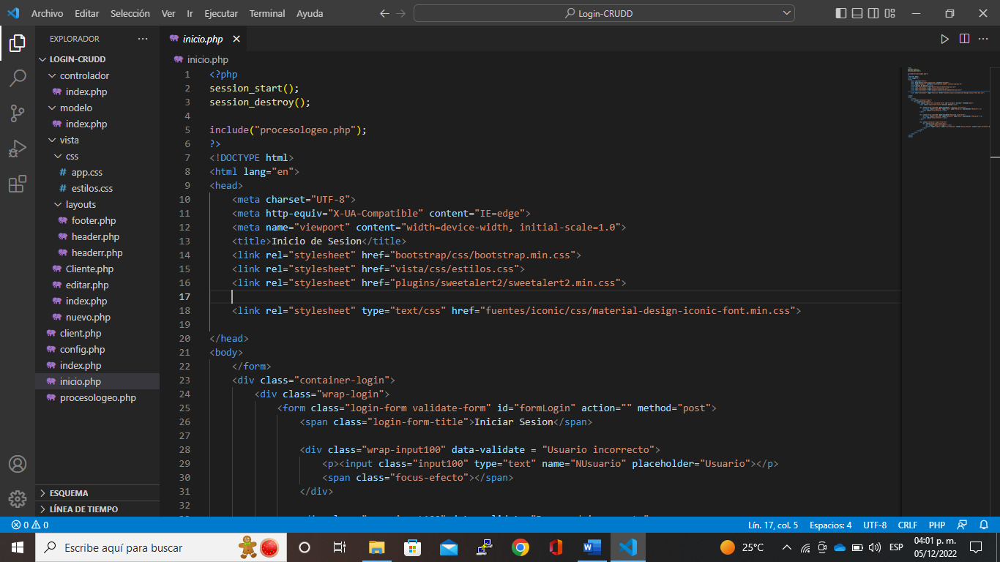 Archivo Editar Selección Ver Ir Ejecutar Terminal Ayuda
Login-CRUDD
EXPLORADOR
LOGIN-CRUDD
controlador
index.php
modelo
index.php
vista
css
# app.css
# estilos.css
layouts
footer.php
header.php
headerr.php
Cliente.php
editar.php
index.php
nuevo.php
client.php
config.php
index.php
inicio.php
procesologeo.php
ESQUEMA
LÍNEA DE TIEMPO
inicio.php
inicio.php
1 <?php
2 session_start();
3 session_destroy();
4
5 include("procesologeo.php");
6 ?>
7 <!DOCTYPE html>
8 <html lang="en">
9 <head>
10 <meta charset="UTF-8">
11 <meta http-equiv="X-UA-Compatible" content="IE=edge">
12 <meta name="viewport" content="width=device-width, initial-scale=1.0">
13 <title>Inicio de Sesion</title>
14 <link rel="stylesheet" href="bootstrap/css/bootstrap.min.css">
15 <link rel="stylesheet" href="vista/css/estilos.css">
16 <link rel="stylesheet" href="plugins/sweetalert2/sweetalert2.min.css">
17
18 <link rel="stylesheet" type="text/css" href="fuentes/iconic/css/material-design-iconic-font.min.css">
19
20 </head>
21 <body>
22 </form>
23 <div class="container-login">
24 <div class="wrap-login">
25 <form class="login-form validate-form" id="formLogin" action="" method="post">
26 <span class="login-form-title">Iniciar Sesion</span>
27
28 <div class="wrap-input100" data-validate = "Usuario incorrecto">
29 <p><input class="input100" type="text" name="NUsuario" placeholder="Usuario"></p>
30 <span class="focus-efecto"></span>
31 </div>
32
0 0
Lín. 17, col. 5 Espacios: 4 UTF-8 CRLF PHP
Escribe aquí para buscar
25°C
ESP
04:01 p. m.
05/12/2022